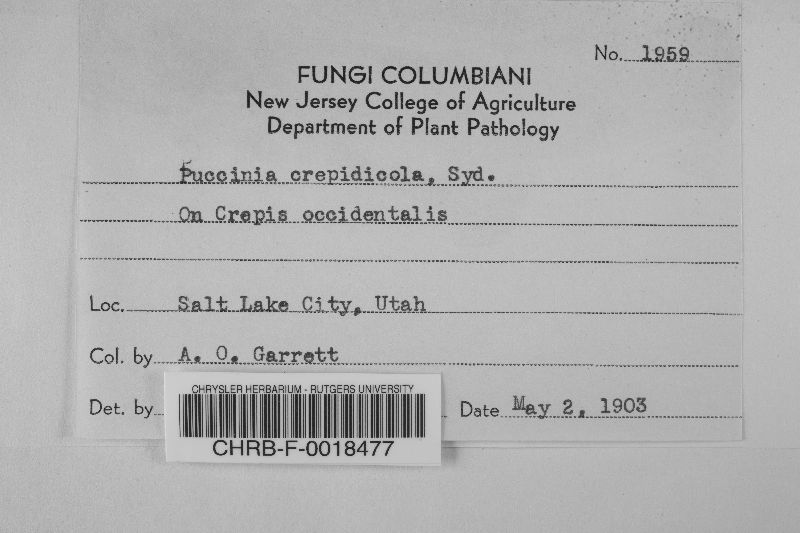 No. 1959
FUNGI COLUMBIANI
New Jersey College of Agriculture
Department of Plant Pathology
Puccinia crepidicola, Syd.
On Crepis occidentalis
Loc. Salt Lake City, Utah
Col. by A. O. Garrett
Det. by
Date May 2, 1903
CHRYSLER HERBARIUM - RUTGERS UNIVERSITY
CHRB-F-0018477